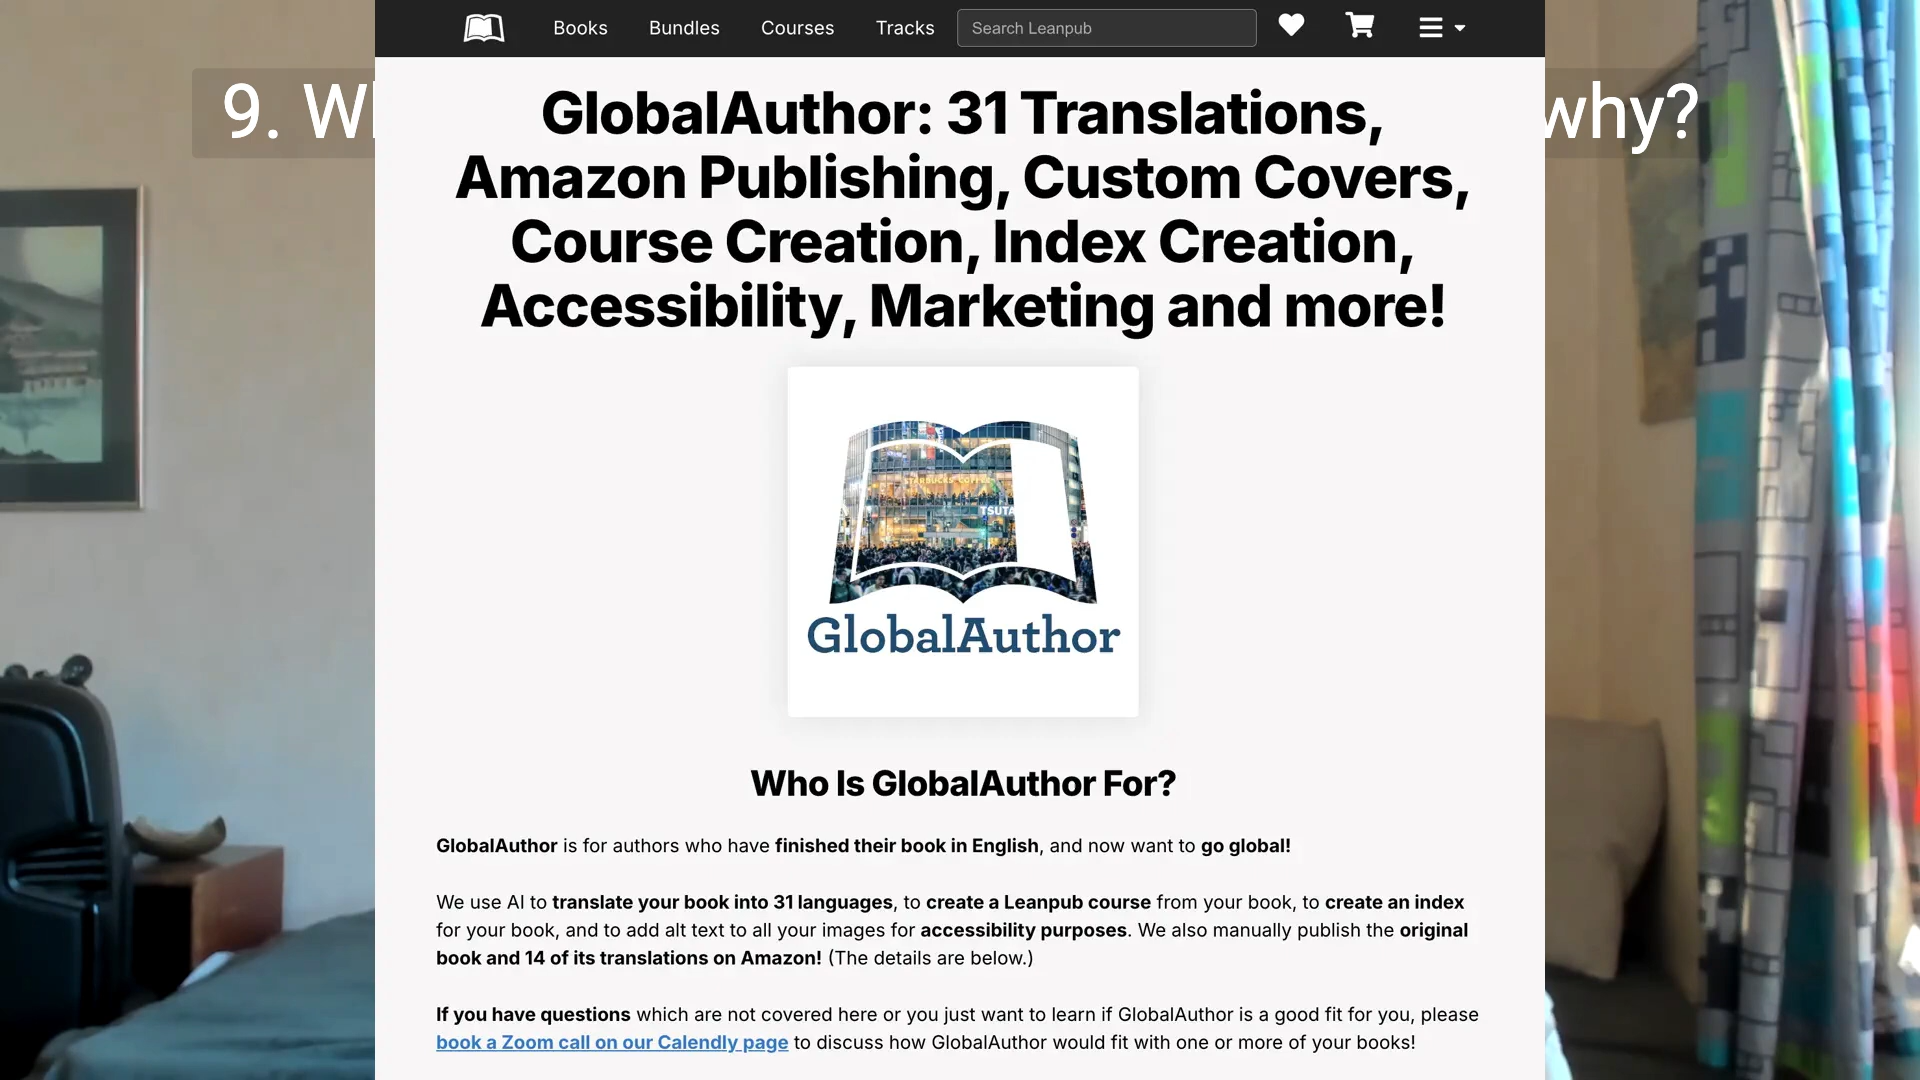 Books Bundles Courses Tracks Search Leanpub
9. W
why?
GlobalAuthor: 31 Translations,
Amazon Publishing, Custom Covers,
Course Creation, Index Creation,
Accessibility, Marketing and more!
STARBUCKS COFFEE
TSUTA
GlobalAuthor
Who Is GlobalAuthor For?
GlobalAuthor is for authors who have finished their book in English, and now want to go global!
We use AI to translate your book into 31 languages, to create a Leanpub course from your book, to create an index
for your book, and to add alt text to all your images for accessibility purposes. We also manually publish the original
book and 14 of its translations on Amazon! (The details are below.)
If you have questions which are not covered here or you just want to learn if GlobalAuthor is a good fit for you, please
book a Zoom call on our Calendly page to discuss how GlobalAuthor would fit with one or more of your books!